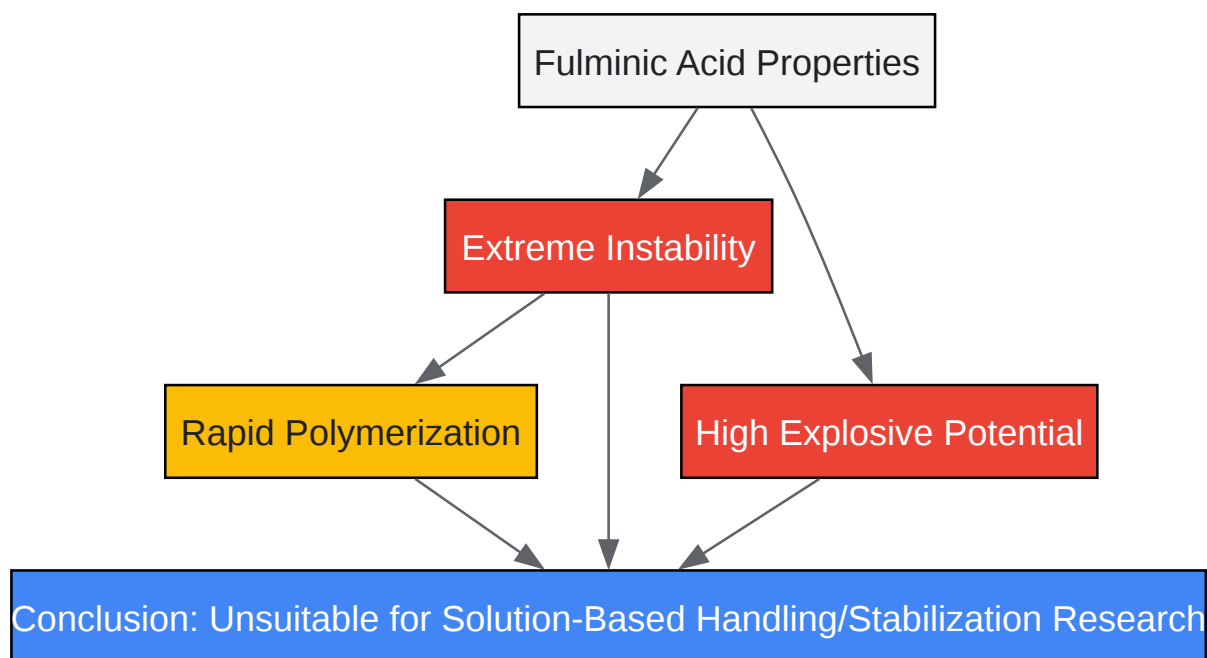 Fulminic Acid Properties
Extreme Instability
Rapid Polymerization
High Explosive Potential
Conclusion: Unsuitable for Solution-Based Handling/Stabilization Research